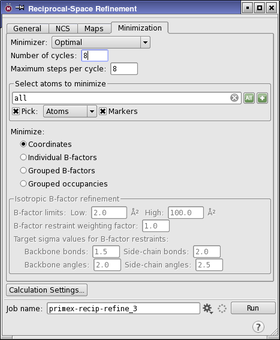 Reciprocal-Space Refinement
General NCS Maps Minimization
Minimizer: Optimal
Number of cycles: 8
Maximum steps per cycle: 8
Select atoms to minimize
all
All
Pick: Atoms Markers
Minimize:
Coordinates
Individual B-factors
Grouped B-factors
Grouped occupancies
Isotropic B-factor refinement
B-factor limits: Low: 2.0 Å² High: 100.0 Å²
B-factor restraint weighting factor: 1.0
Target sigma values for B-factor restraints:
Backbone bonds: 1.5 Side-chain bonds: 2.0
Backbone angles: 2.0 Side-chain angles: 2.5
Calculation Settings...
Job name: primex-recip-refine_3 Run
?